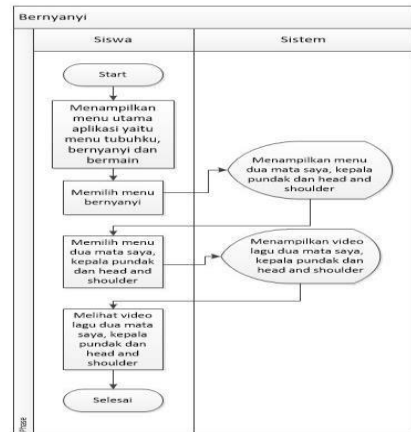 Bernyanyi
Siswa
Sistem
Start
Menampilkan
menu utama
aplikasi yaitu
menu tubuhku,
bernyanyi dan
bermain
Memilih menu
bernyanyi
Menampilkan menu
dua mata saya, kepala
pundak dan head and
shoulder
Memilih menu
dua mata saya,
kepala pundak
dan head and
shoulder
Menampilkan video
lagu dua mata saya,
kepala pundak dan
head and shoulder
Melihat video
lagu dua mata
saya, kepala
pundak dan
head and
shoulder
Selesai
Phase